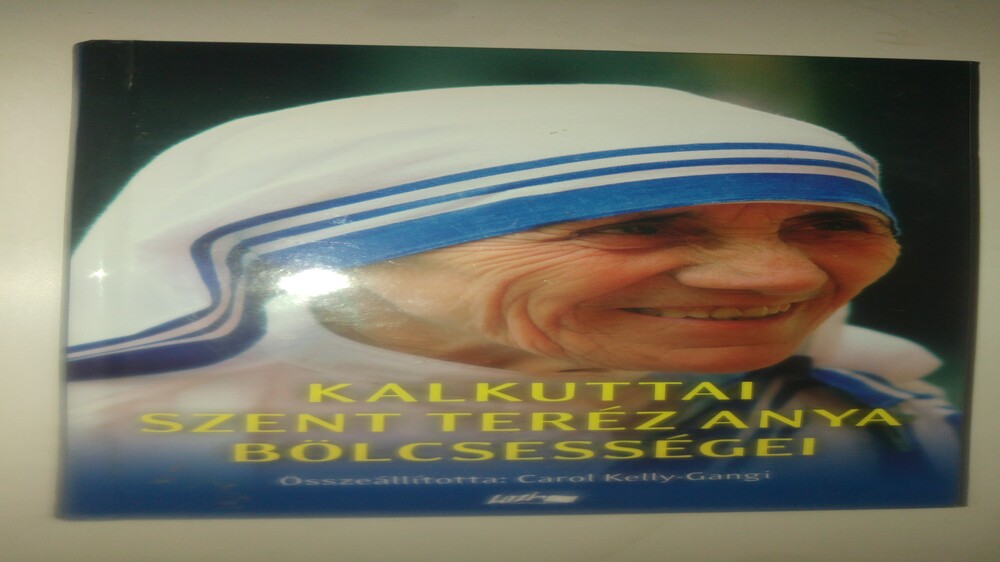 KALKUTTAI
SZENT TERÉZ ANYA
BÖLCSESSÉGEI
Összeállította: Carol Kelly-Gangi